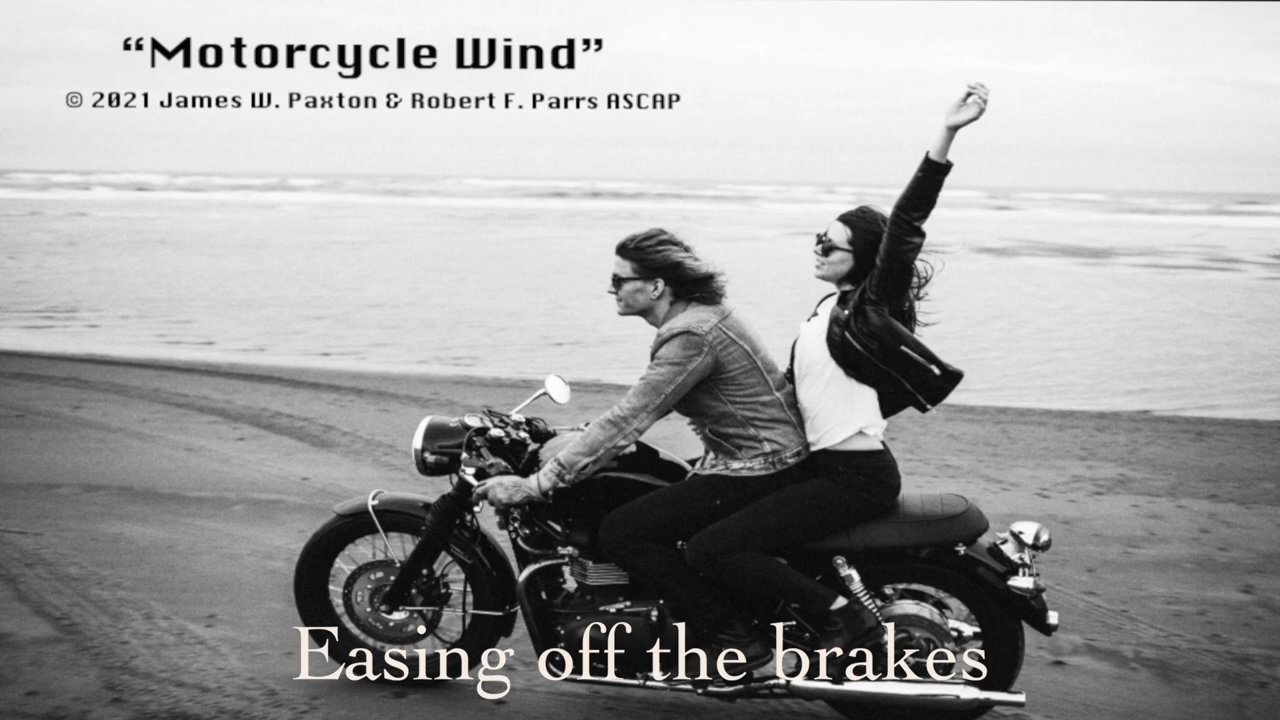 “Motorcycle Wind”
© 2021 James W. Paxton & Robert F. Parrs ASCAP
Easing off the brakes